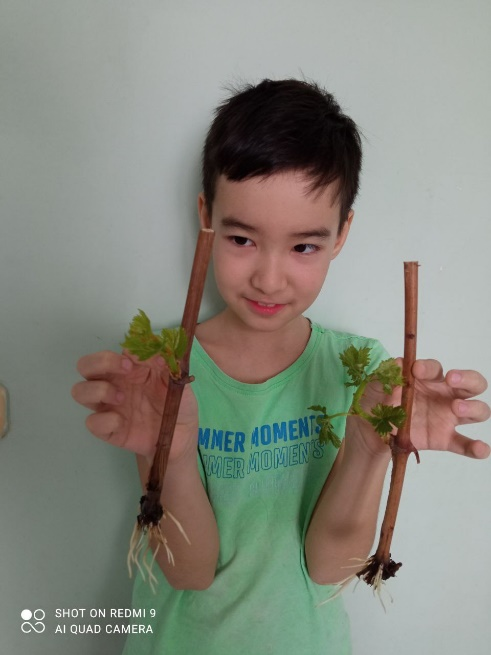 MMER MOMENTS
MMER MOMEN'S
SHOT ON REDMI 9
AI QUAD CAMERA